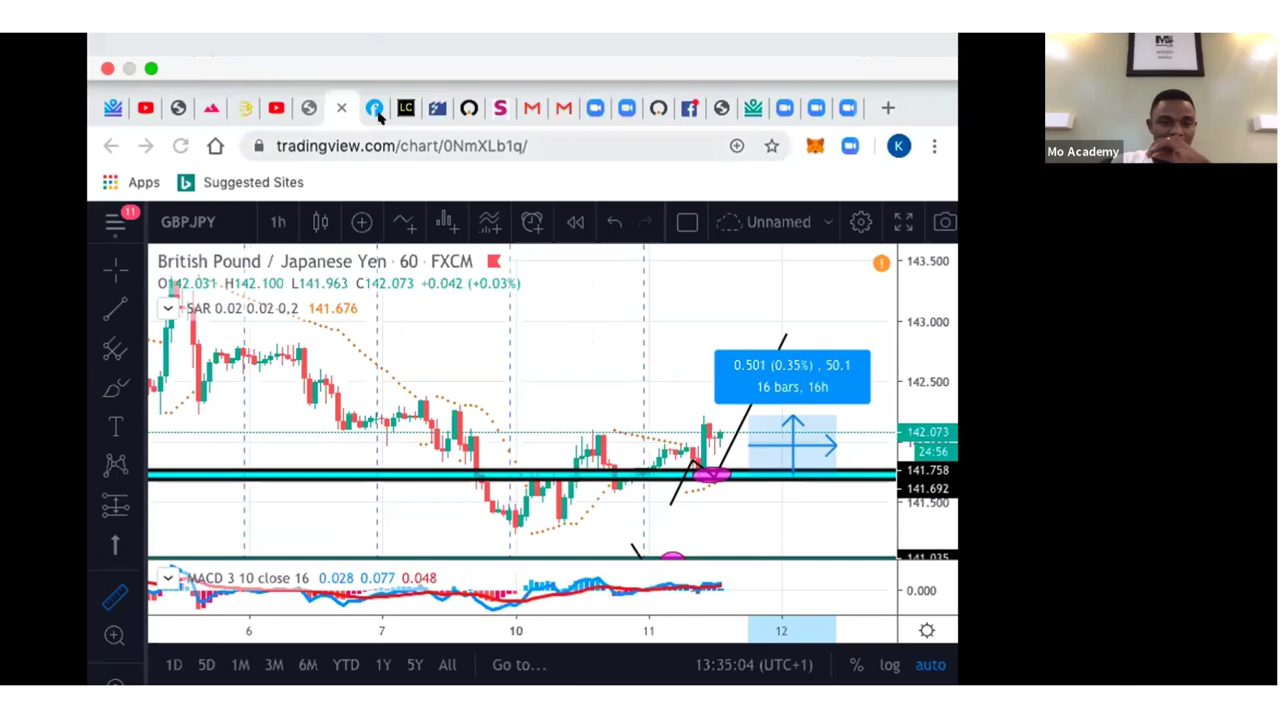 LC
S
Mo Academy
tradingview.com/chart/0NmXLb1q/
K
Apps
Suggested Sites
11
GBPJPY
1h
Unnamed
British Pound / Japanese Yen · 60 · FXCM
O142.031 H142.100 L141.963 C142.073 +0.042 (+0.03%)
SAR 0.02 0.02 0.2 141.676
143.500
143.000
142.500
142.073
24:56
141.758
141.692
141.500
141.035
0.501 (0.35%) , 50.1
16 bars, 16h
MACD 3 10 close 16 0.028 0.077 0.048
0.000
6 7 10 11 12
1D 5D 1M 3M 6M YTD 1Y 5Y All Go to... 13:35:04 (UTC+1) % log auto